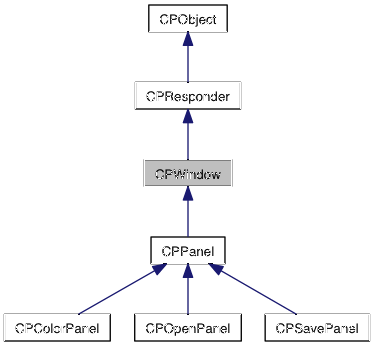 CPObject
CPResponder
CPWindow
CPPanel
CPColorPanel CPOpenPanel CPSavePanel